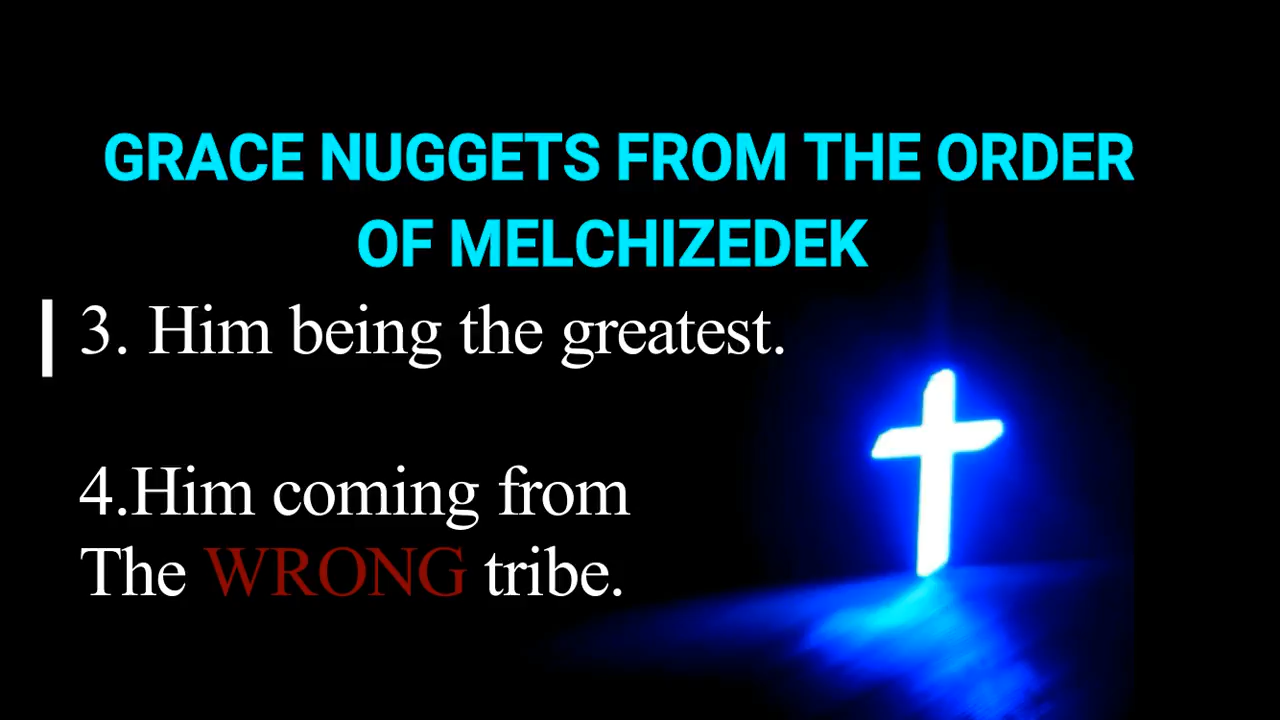 GRACE NUGGETS FROM THE ORDER
OF MELCHIZEDEK
3. Him being the greatest.
4.Him coming from
The WRONG tribe.